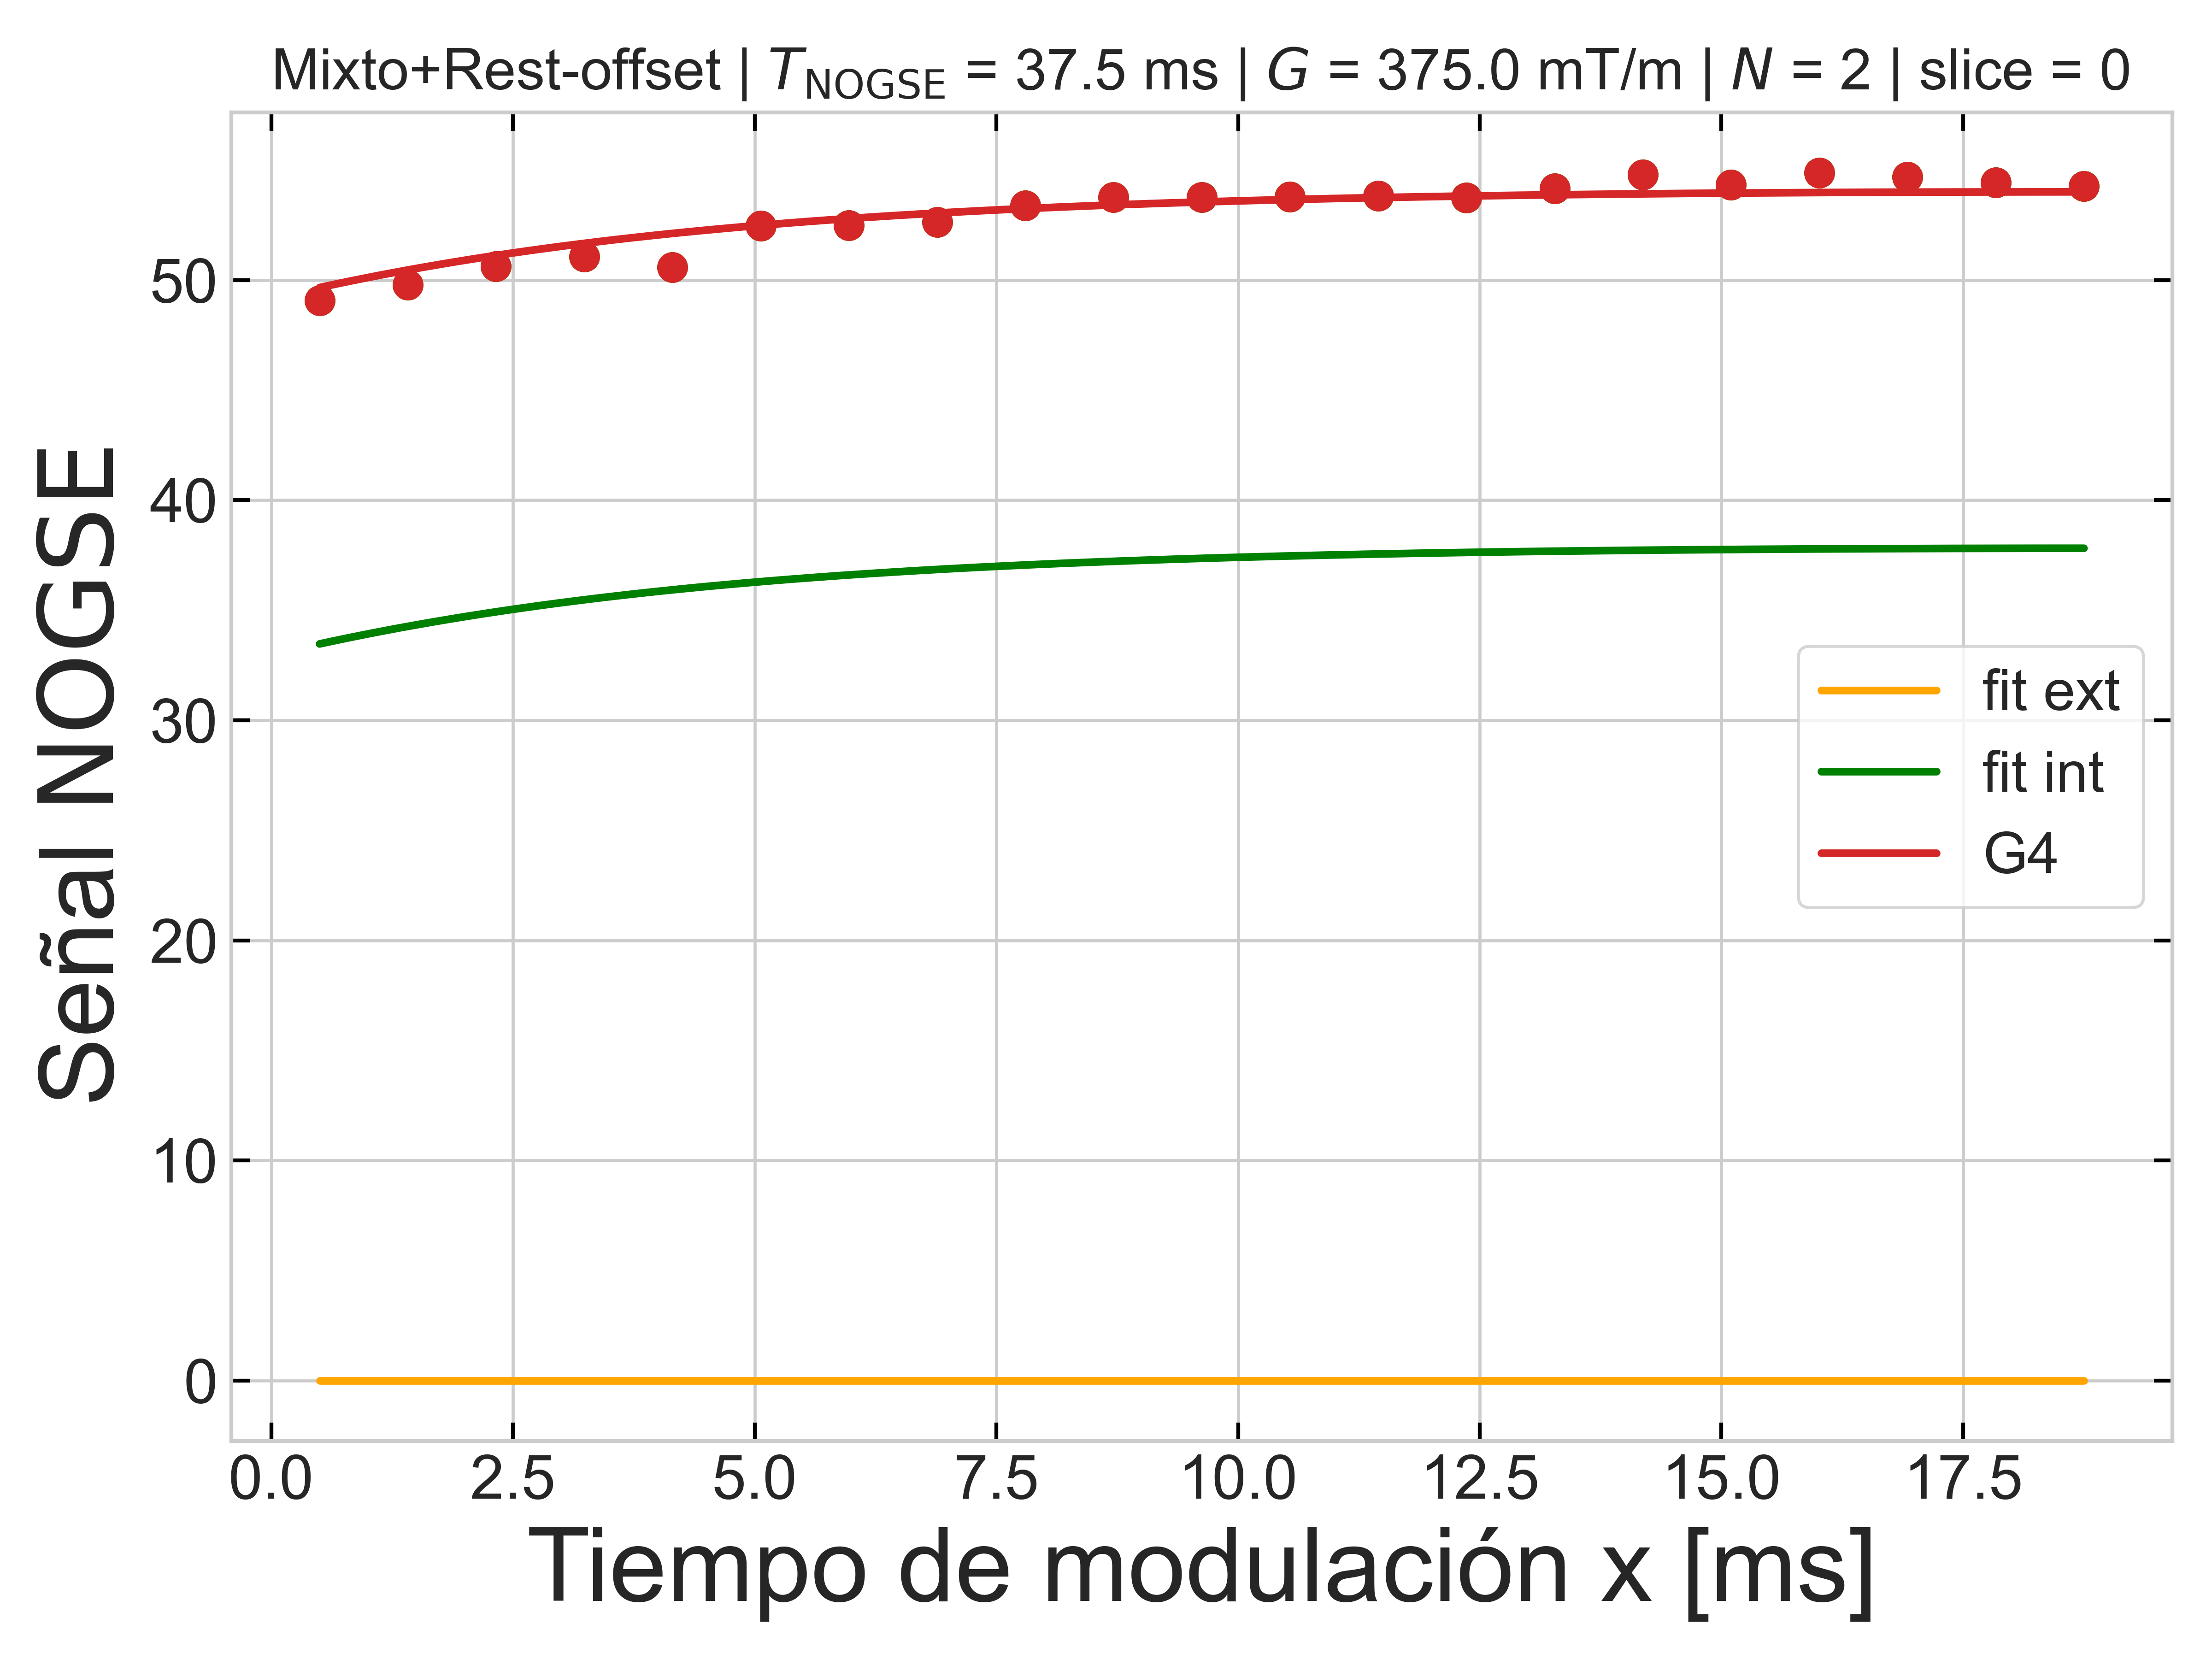 Mixto+Rest-offset | T_NOGSE = 37.5 ms | G = 375.0 mT/m | N = 2 | slice = 0
Señal NOGSE
50
40
30
20
10
0
fit ext
fit int
G4
0.0 2.5 5.0 7.5 10.0 12.5 15.0 17.5
Tiempo de modulación x [ms]